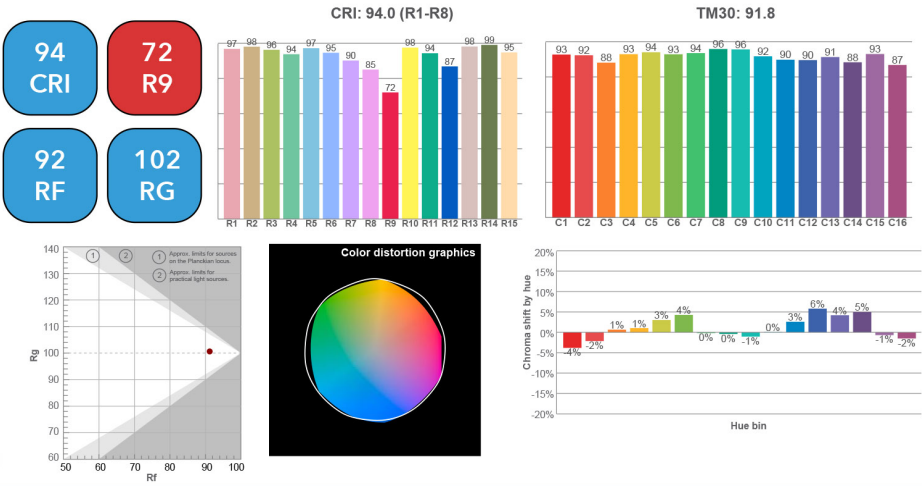 94
CRI
72
R9
92
RF
102
RG
CRI: 94.0 (R1-R8)
97 98 96 94 97 95 90 85 72 98 94 87 98 99 95
R1 R2 R3 R4 R5 R6 R7 R8 R9 R10 R11 R12 R13 R14 R15
TM30: 91.8
93 92 88 93 94 93 94 96 96 92 90 90 91 88 93 87
C1 C2 C3 C4 C5 C6 C7 C8 C9 C10 C11 C12 C13 C14 C15 C16
140
130
120
110
100
90
80
70
60
Rg
1
2
1 Approx. limits for sources
on the Planckian locus.
2 Approx. limits for
practical light sources.
50 60 70 80 90 100
Rf
Color distortion graphics
Chroma shift by hue
20%
15%
10%
5%
0%
-5%
-10%
-15%
-20%
-4% -2% 1% 1% 3% 4% 0% 0% -1% 0% 3% 6% 4% 5% -1% -2%
Hue bin